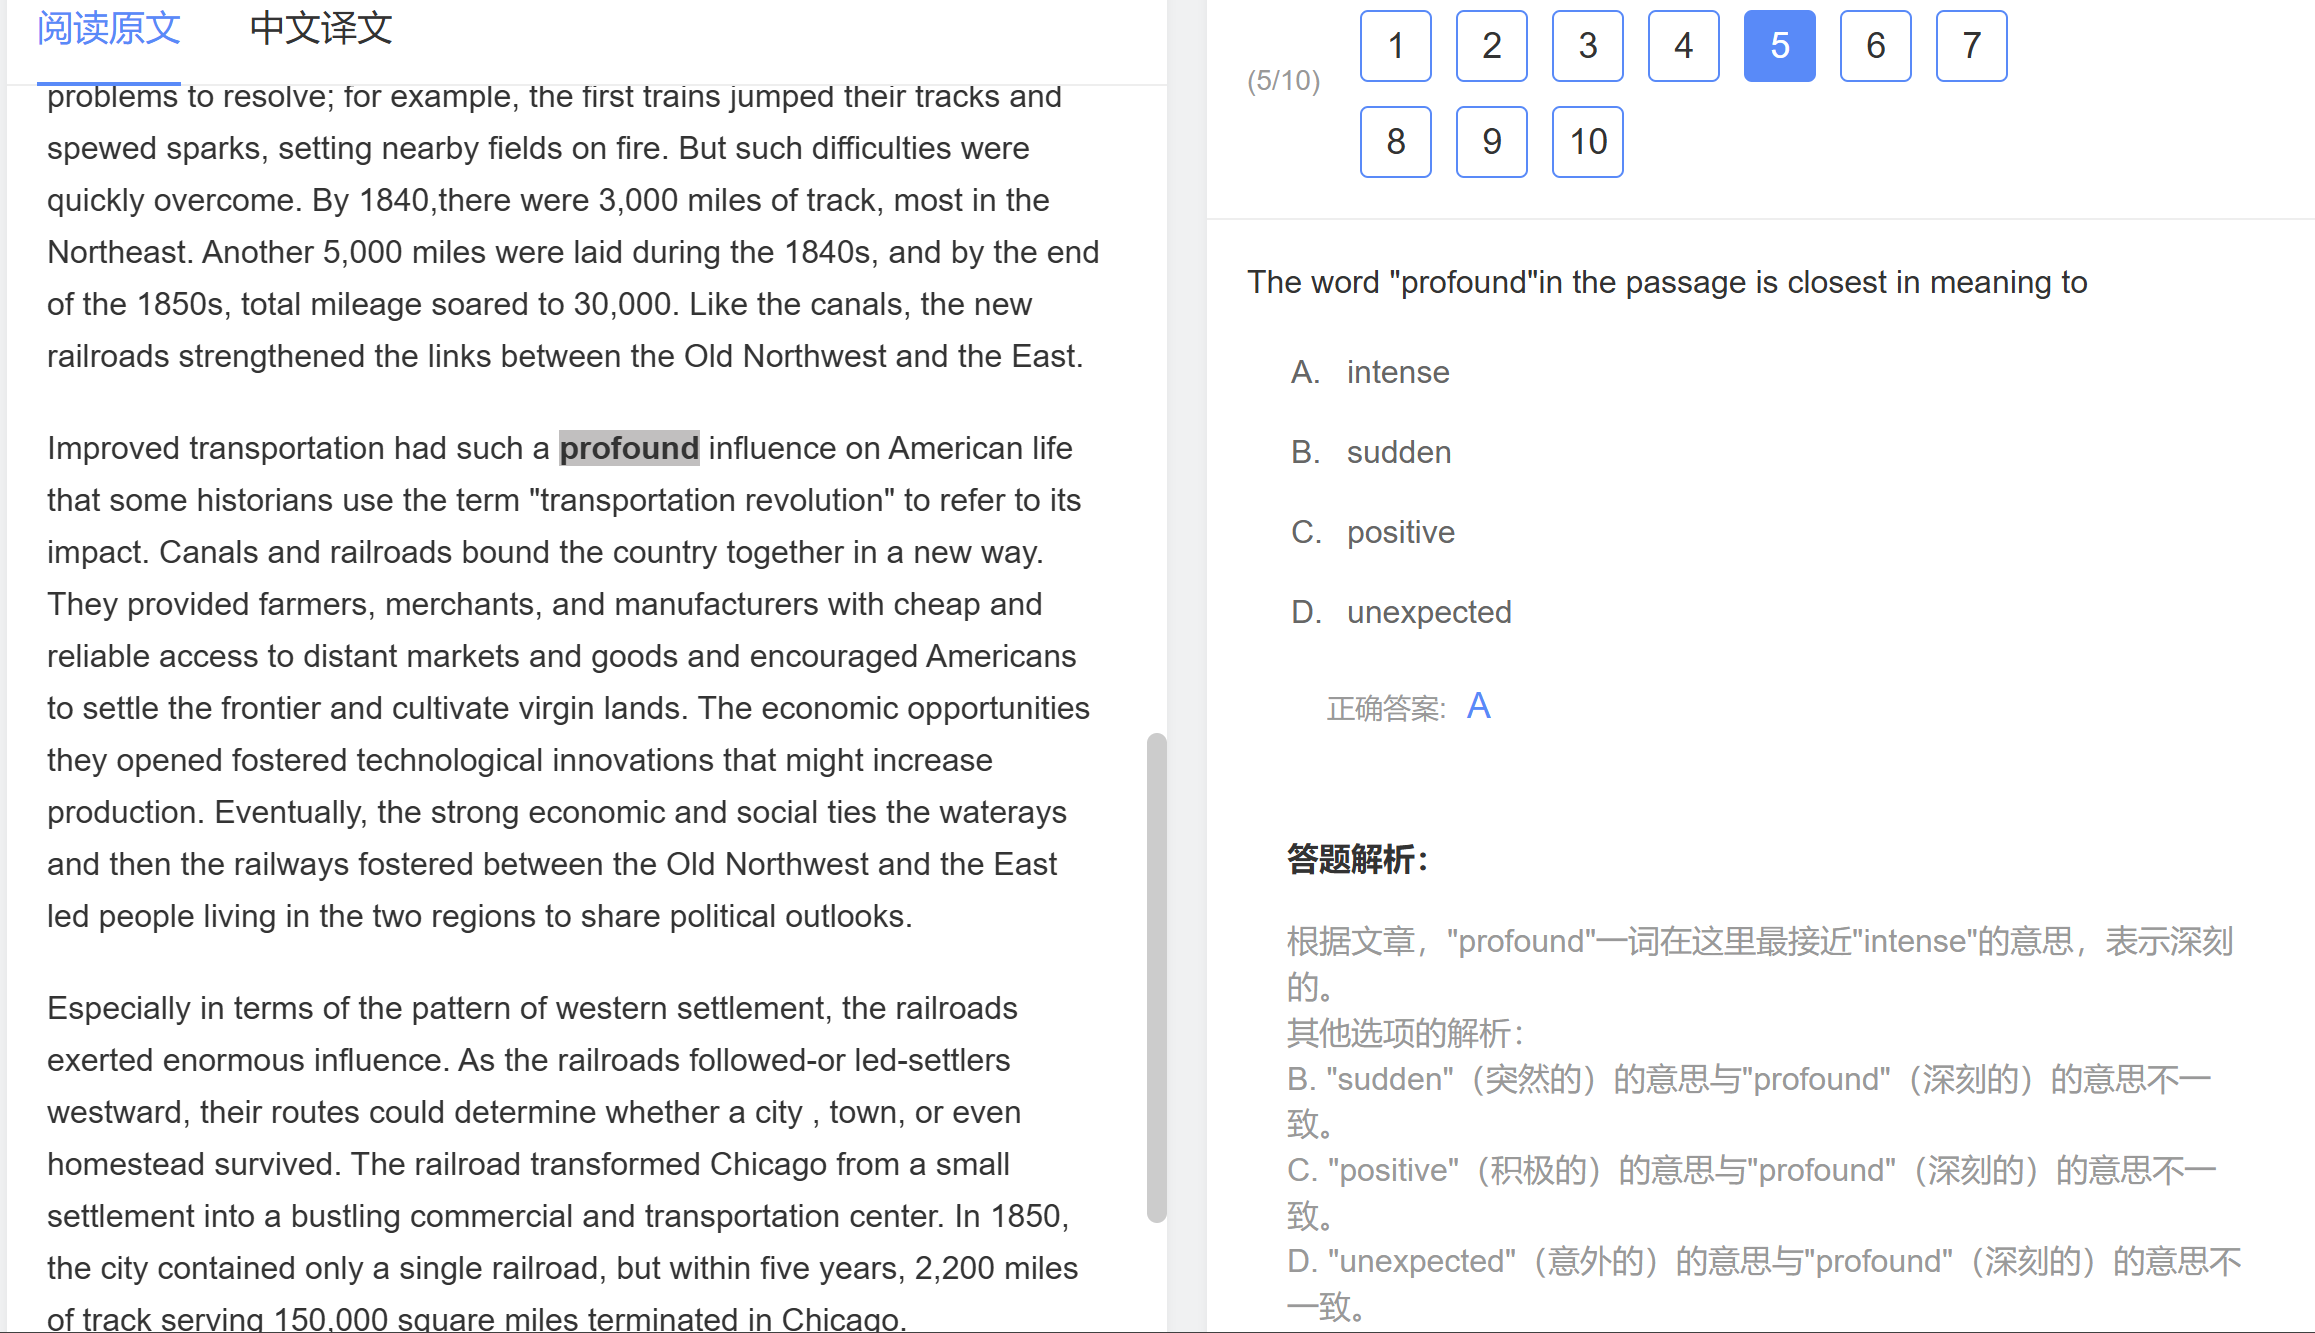 阅读原文 中文译文
problems to resolve; for example, the first trains jumped their tracks and
spewed sparks, setting nearby fields on fire. But such difficulties were
quickly overcome. By 1840,there were 3,000 miles of track, most in the
Northeast. Another 5,000 miles were laid during the 1840s, and by the end
of the 1850s, total mileage soared to 30,000. Like the canals, the new
railroads strengthened the links between the Old Northwest and the East.
Improved transportation had such a profound influence on American life
that some historians use the term "transportation revolution" to refer to its
impact. Canals and railroads bound the country together in a new way.
They provided farmers, merchants, and manufacturers with cheap and
reliable access to distant markets and goods and encouraged Americans
to settle the frontier and cultivate virgin lands. The economic opportunities
they opened fostered technological innovations that might increase
production. Eventually, the strong economic and social ties the waterays
and then the railways fostered between the Old Northwest and the East
led people living in the two regions to share political outlooks.
Especially in terms of the pattern of western settlement, the railroads
exerted enormous influence. As the railroads followed-or led-settlers
westward, their routes could determine whether a city , town, or even
homestead survived. The railroad transformed Chicago from a small
settlement into a bustling commercial and transportation center. In 1850,
the city contained only a single railroad, but within five years, 2,200 miles
of track serving 150,000 square miles terminated in Chicago.
(5/10)
1 2 3 4 5 6 7
8 9 10
The word "profound"in the passage is closest in meaning to
A. intense
B. sudden
C. positive
D. unexpected
正确答案: A
答题解析：
根据文章，"profound"一词在这里最接近"intense"的意思，表示深刻
的。
其他选项的解析：
B. "sudden"（突然的）的意思与"profound"（深刻的）的意思不一
致。
C. "positive"（积极的）的意思与"profound"（深刻的）的意思不一
致。
D. "unexpected"（意外的）的意思与"profound"（深刻的）的意思不
一致。